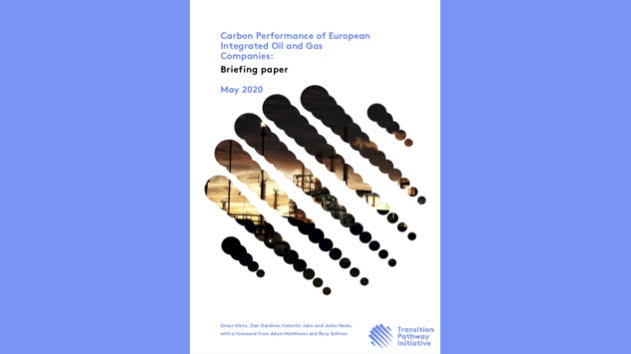 Carbon Performance of European
Integrated Oil and Gas
Companies:
Briefing paper
May 2020
Simon Dietz, Dan Gardiner, Valentin Jahn and Jolien Noels,
with a foreword from Adam Matthews and Rory Sullivan
Transition
Pathway
Initiative